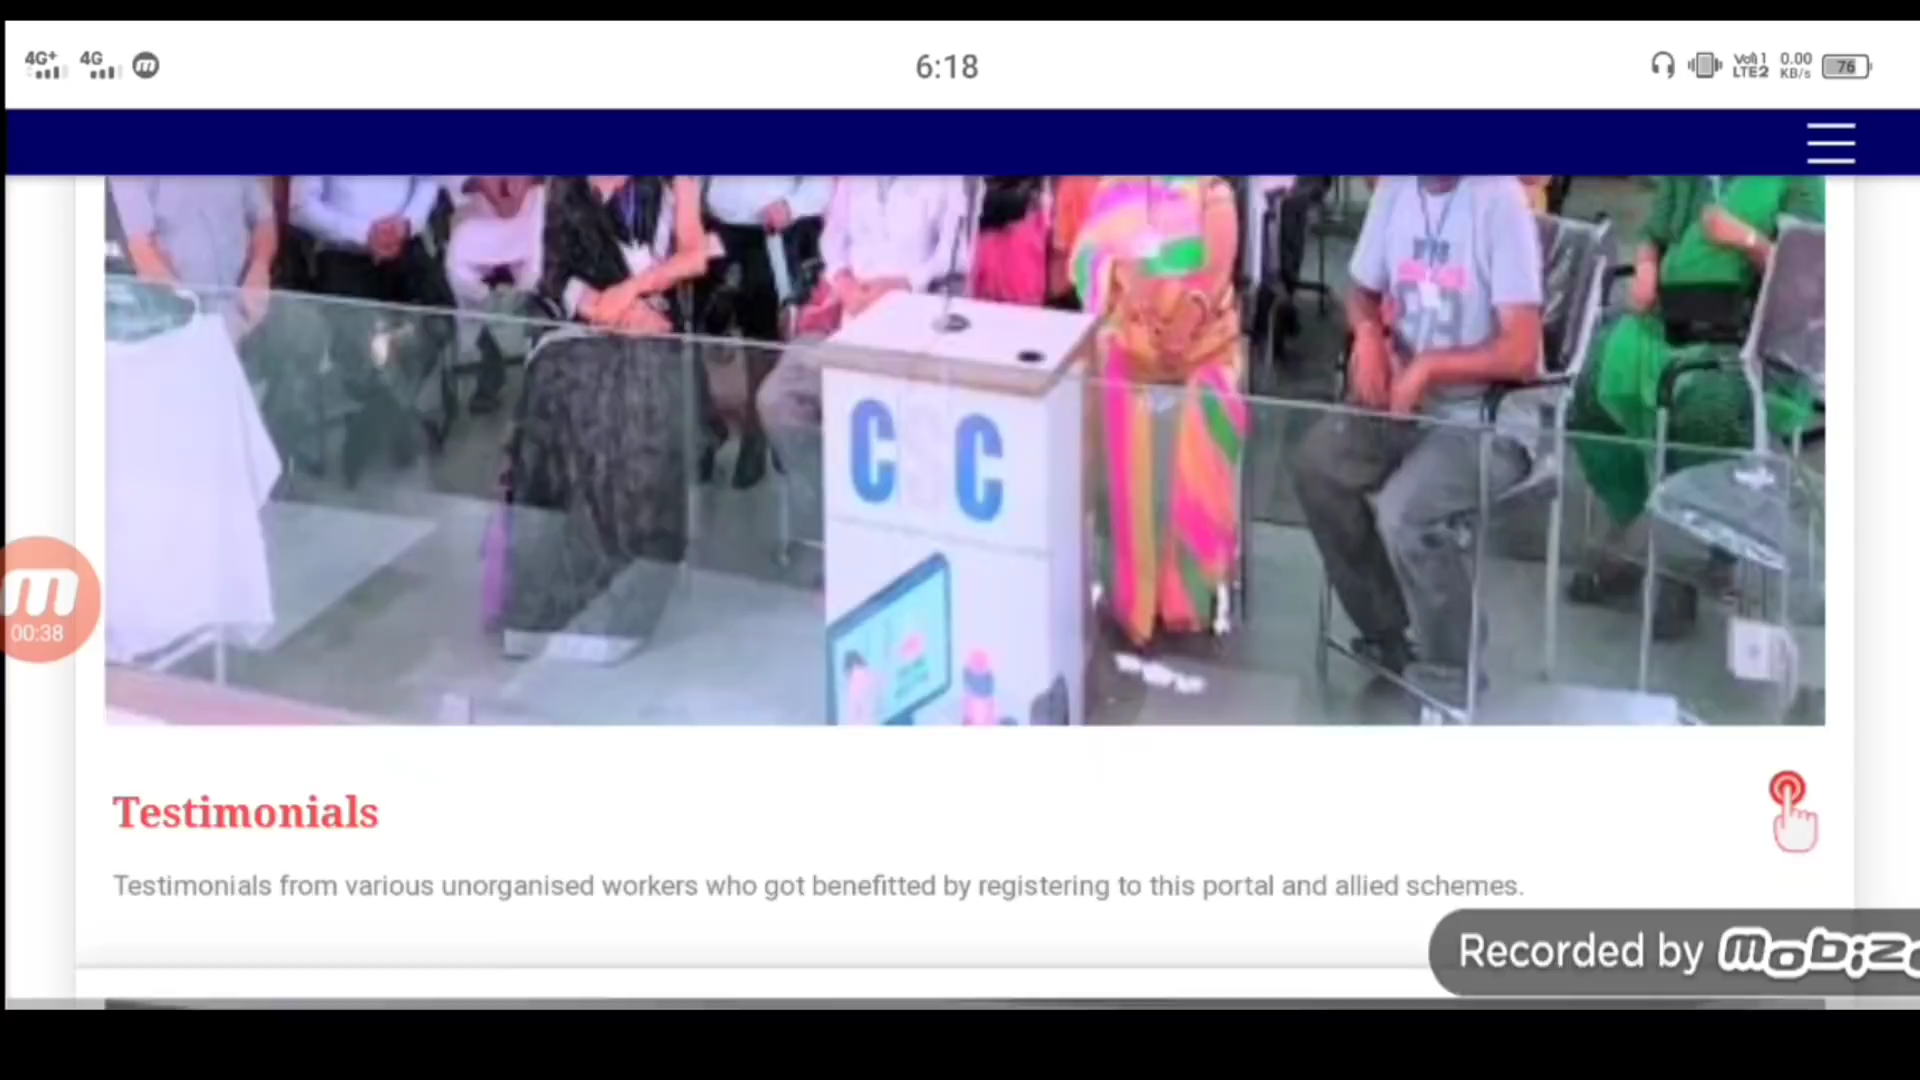 4G+ 4G
6:18
LTE2
0.00
KB/s
76
C C
00:38
Testimonials
Testimonials from various unorganised workers who got benefitted by registering to this portal and allied schemes.
Recorded by